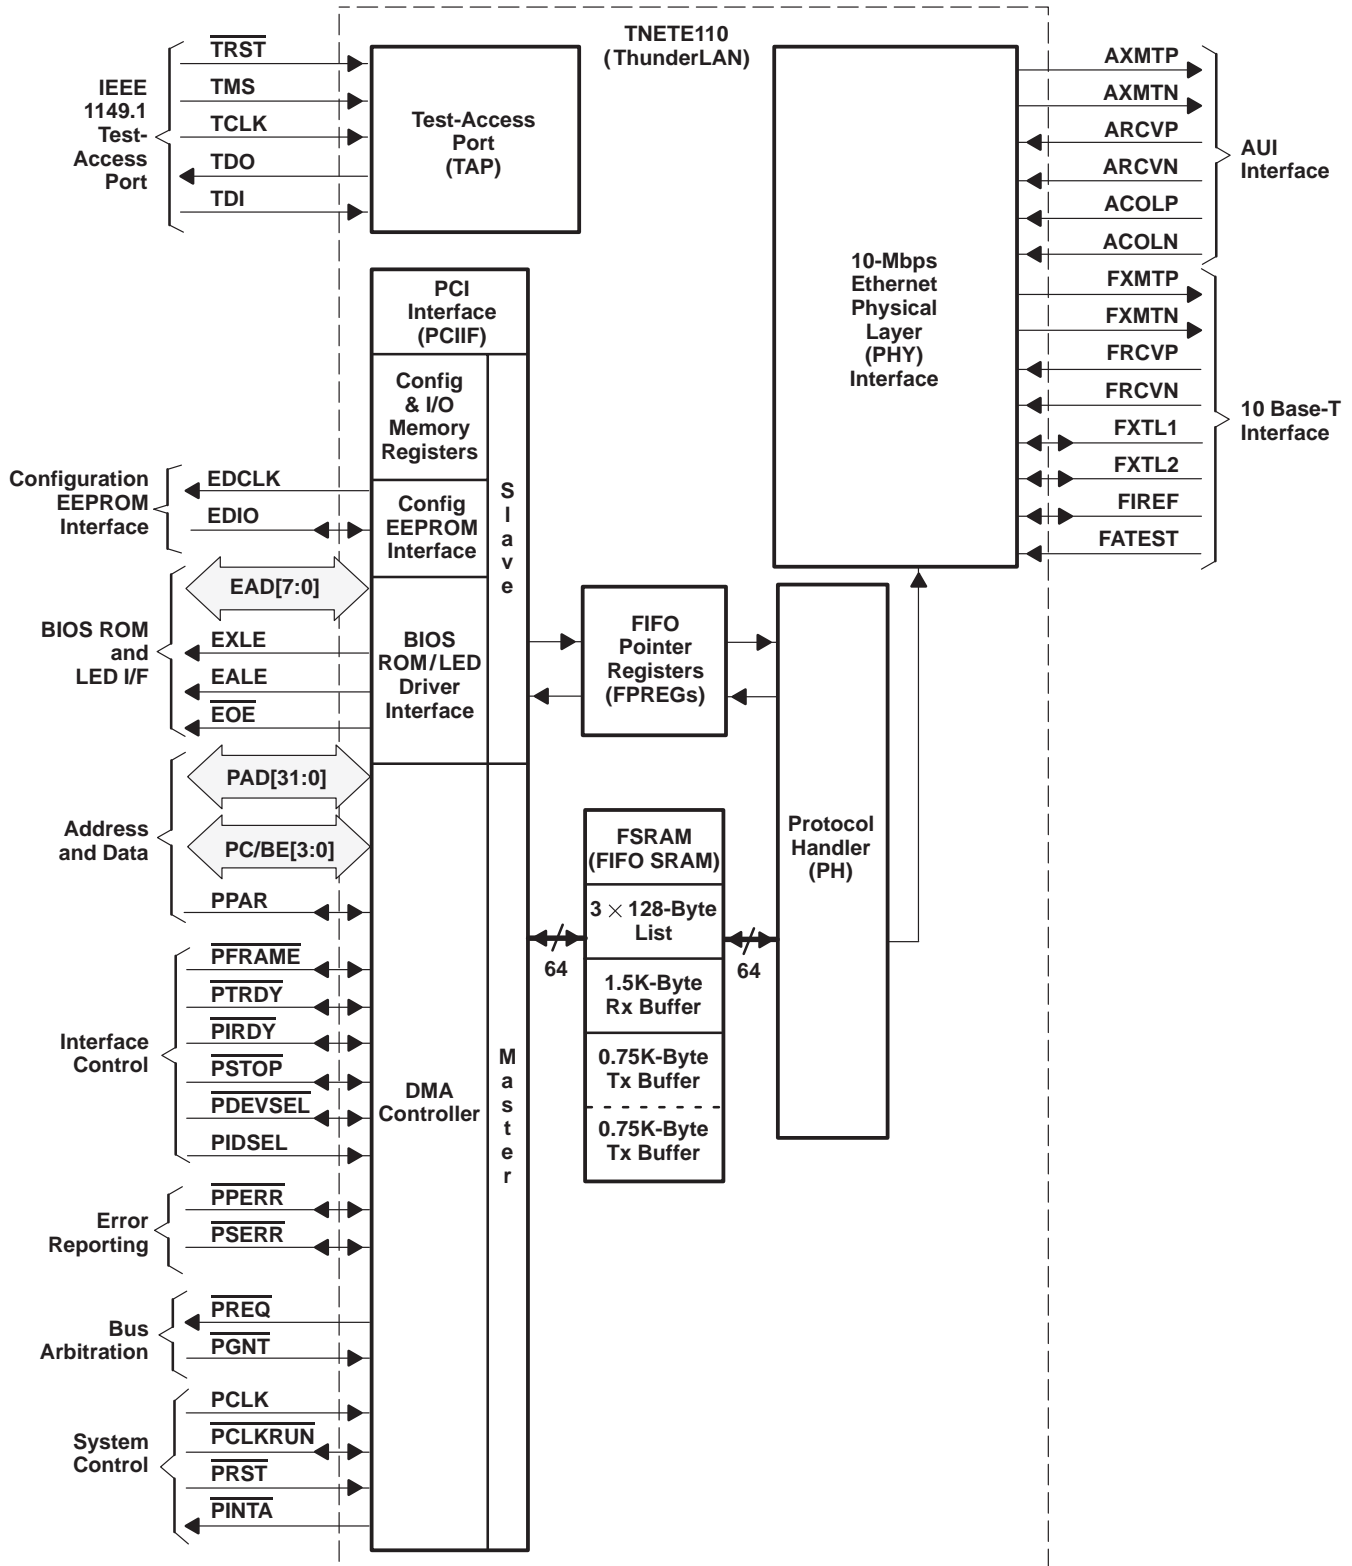 TNETE110
(ThunderLAN)
IEEE
1149.1
Test-
Access
Port
TRST
TMS
TCLK
TDO
TDI
Test-Access
Port
(TAP)
PCI
Interface
(PCIIF)
Config
& I/O
Memory
Registers
Config
EEPROM
Interface
BIOS
ROM/LED
Driver
Interface
Slave
DMA
Controller
Master
Configuration
EEPROM
Interface
EDCLK
EDIO
BIOS ROM
and
LED I/F
EAD[7:0]
EXLE
EALE
EOE
Address
and Data
PAD[31:0]
PC/BE[3:0]
PPAR
Interface
Control
PFRAME
PTRDY
PIRDY
PSTOP
PDEVSEL
PIDSEL
Error
Reporting
PPERR
PSERR
Bus
Arbitration
PREQ
PGNT
System
Control
PCLK
PCLKRUN
PRST
PINTA
FIFO
Pointer
Registers
(FPREGs)
FSRAM
(FIFO SRAM)
3 × 128-Byte
List
1.5K-Byte
Rx Buffer
0.75K-Byte
Tx Buffer
0.75K-Byte
Tx Buffer
64
64
Protocol
Handler
(PH)
10-Mbps
Ethernet
Physical
Layer
(PHY)
Interface
AXMTP
AXMTN
ARCVP
ARCVN
ACOLP
ACOLN
AUI
Interface
FXMTP
FXMTN
FRCVP
FRCVN
FXTL1
FXTL2
FIREF
FATEST
10 Base-T
Interface